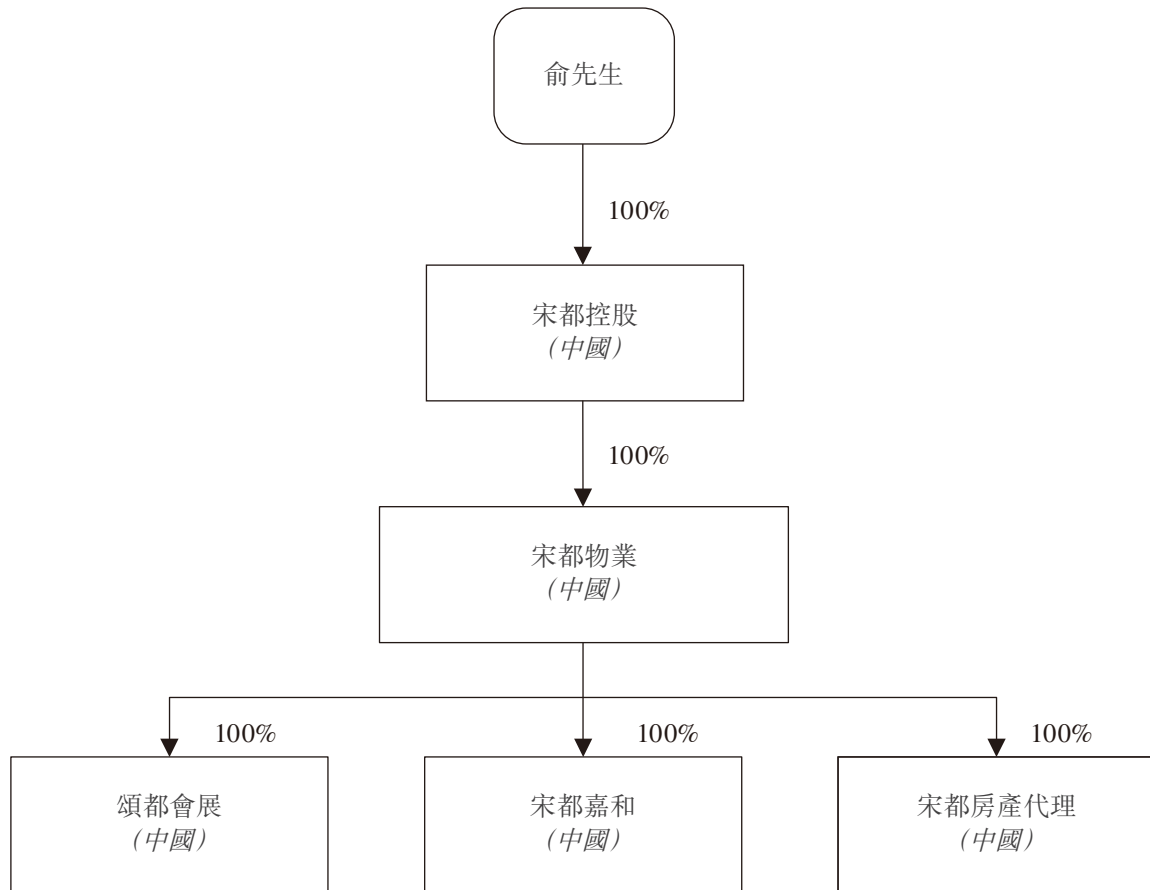 俞先生
100%
宋都控股
（中國）
100%
宋都物業
（中國）
100%
100%
100%
頌都會展
（中國）
宋都嘉和
（中國）
宋都房產代理
（中國）